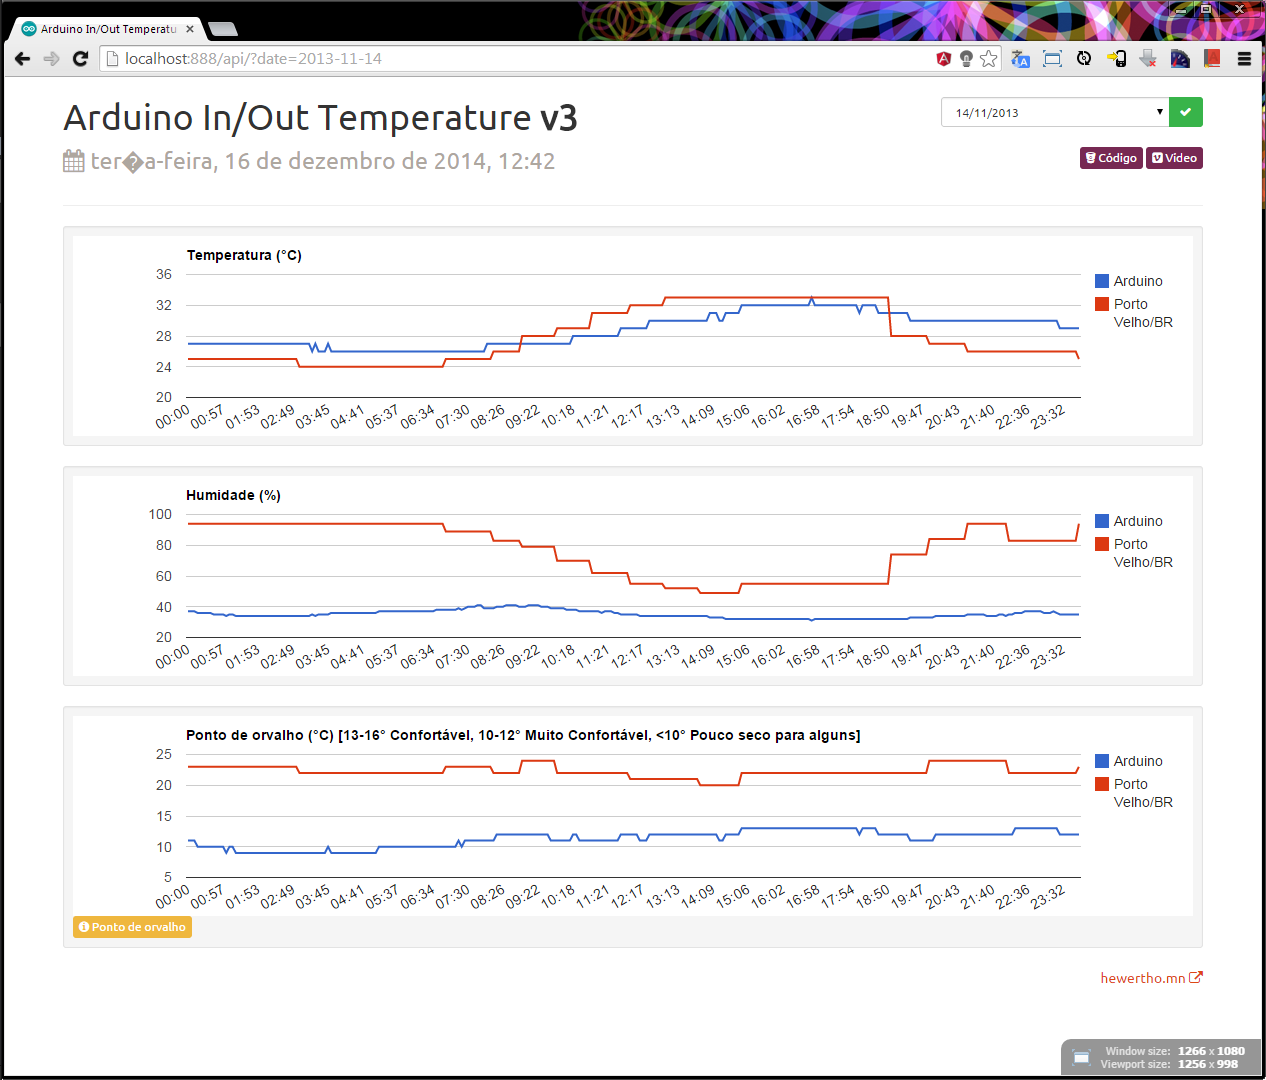 Arduino In/Out Temperatu
localhost:888/api/?date=2013-11-14
Arduino In/Out Temperature v3
14/11/2013
ter�a-feira, 16 de dezembro de 2014, 12:42
Código
Video
Temperatura (°C)
36
32
28
24
20
00:00 00:57 01:53 02:49 03:45 04:41 05:37 06:34 07:30 08:26 09:22 10:18 11:21 12:17 13:13 14:09 15:06 16:02 16:58 17:54 18:50 19:47 20:43 21:40 22:36 23:32
Arduino
Porto
Velho/BR
Humidade (%)
100
80
60
40
20
00:00 00:57 01:53 02:49 03:45 04:41 05:37 06:34 07:30 08:26 09:22 10:18 11:21 12:17 13:13 14:09 15:06 16:02 16:58 17:54 18:50 19:47 20:43 21:40 22:36 23:32
Arduino
Porto
Velho/BR
Ponto de orvalho (°C) [13-16° Confortável, 10-12° Muito Confortável, <10° Pouco seco para alguns]
25
20
15
10
5
00:00 00:57 01:53 02:49 03:45 04:41 05:37 06:34 07:30 08:26 09:22 10:18 11:21 12:17 13:13 14:09 15:06 16:02 16:58 17:54 18:50 19:47 20:43 21:40 22:36 23:32
Arduino
Porto
Velho/BR
Ponto de orvalho
hewertho.mn
Window size: 1266 x 1080
Viewport size: 1256 x 998